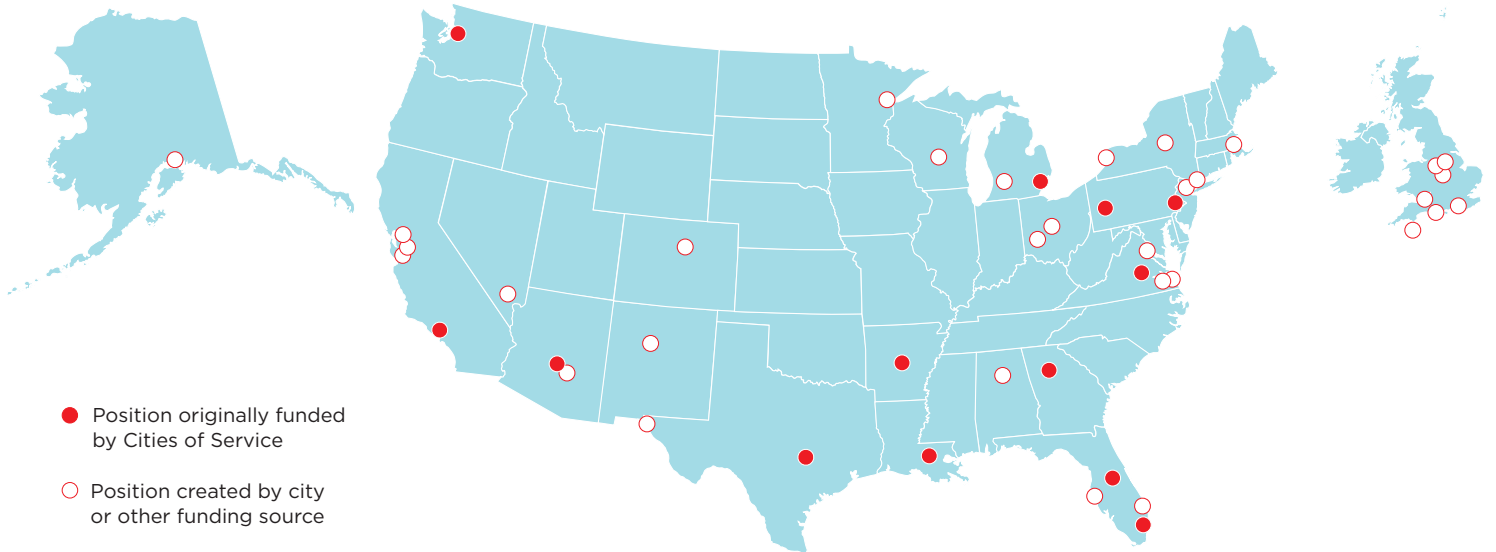 Position originally funded
by Cities of Service
Position created by city
or other funding source